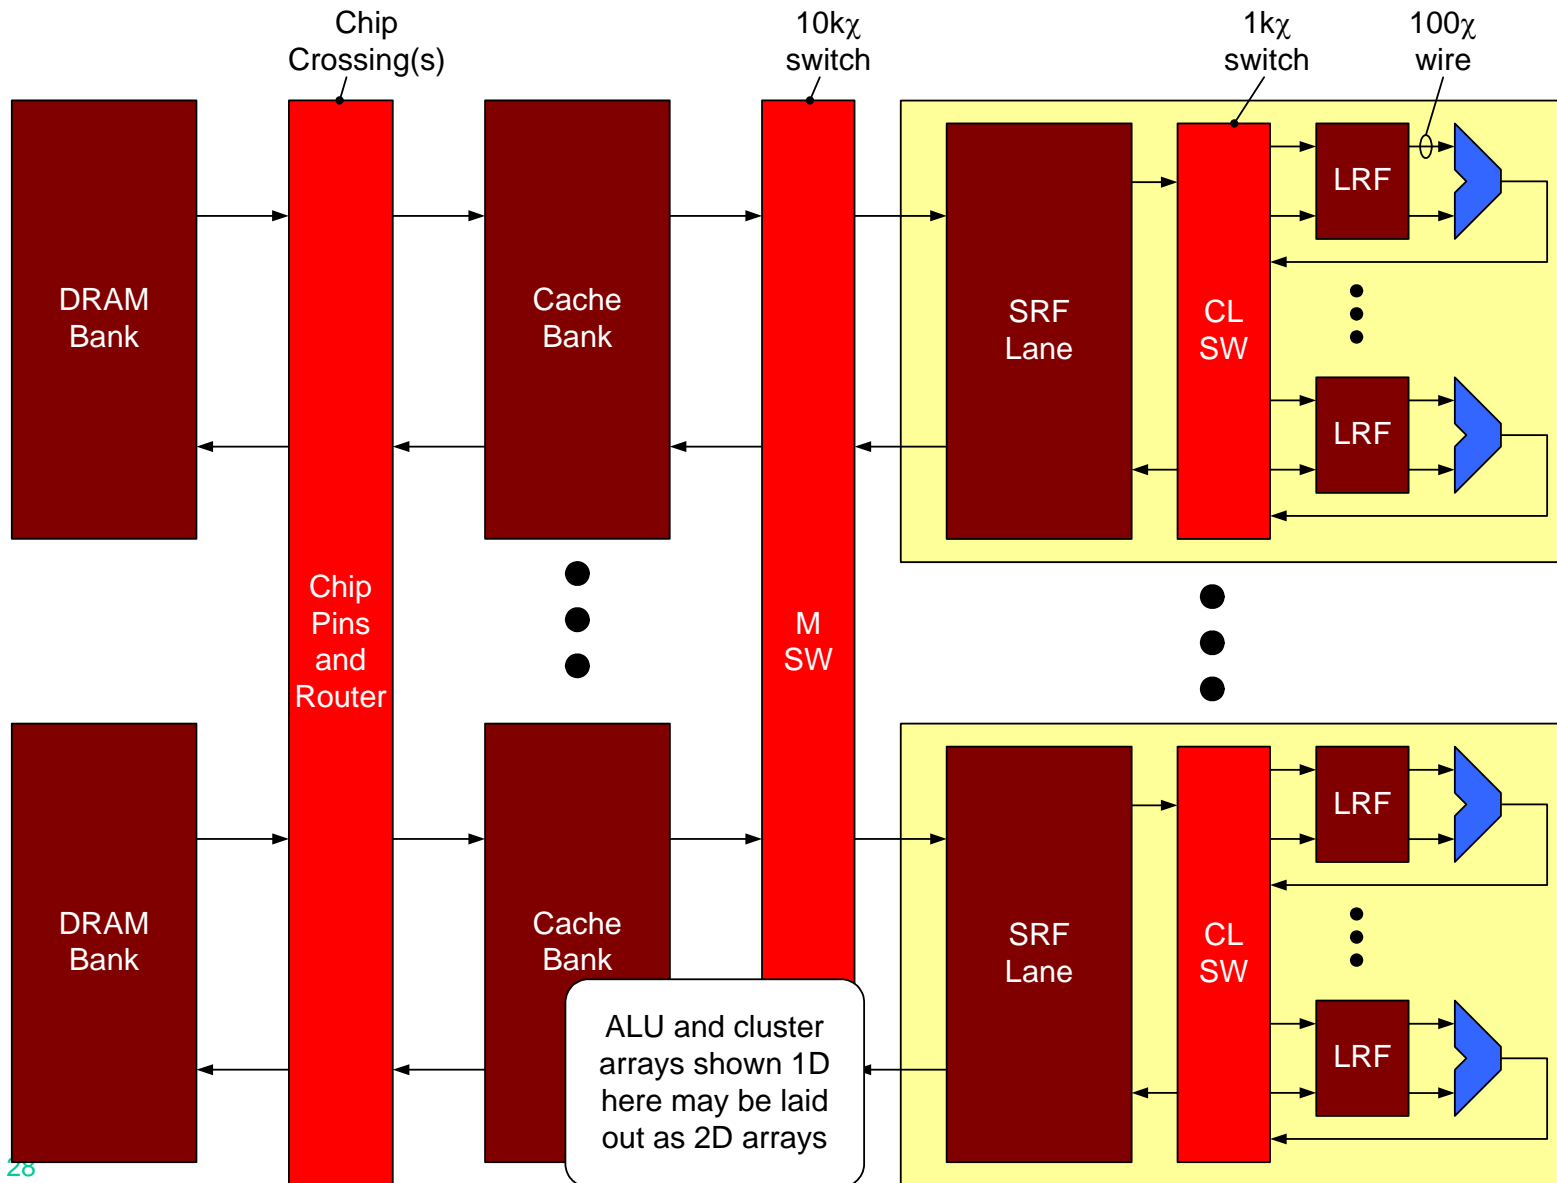 Chip
Crossing(s)
10kχ
switch
1kχ
switch
100χ
wire
DRAM
Bank
Cache
Bank
SRF
Lane
CL
SW
LRF
LRF
Chip
Pins
and
Router
M
SW
DRAM
Bank
Cache
Bank
SRF
Lane
CL
SW
LRF
LRF
ALU and cluster
arrays shown 1D
here may be laid
out as 2D arrays
28